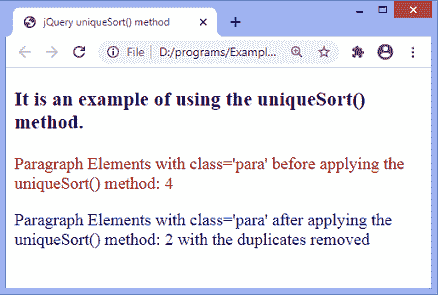 jQuery uniqueSort() method
File | D:/programs/Exampl...
It is an example of using the uniqueSort()
method.
Paragraph Elements with class='para' before applying the
uniqueSort() method: 4
Paragraph Elements with class='para' after applying the
uniqueSort() method: 2 with the duplicates removed